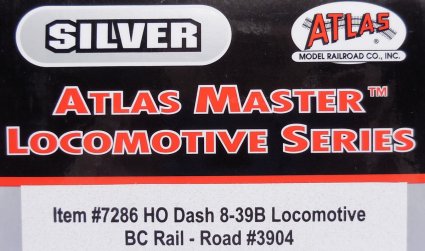 SILVER
ATLAS®
MODEL RAILROAD CO., INC.
ATLAS MASTER™
LOCOMOTIVE SERIES
Item #7286 HO Dash 8-39B Locomotive
BC Rail - Road #3904